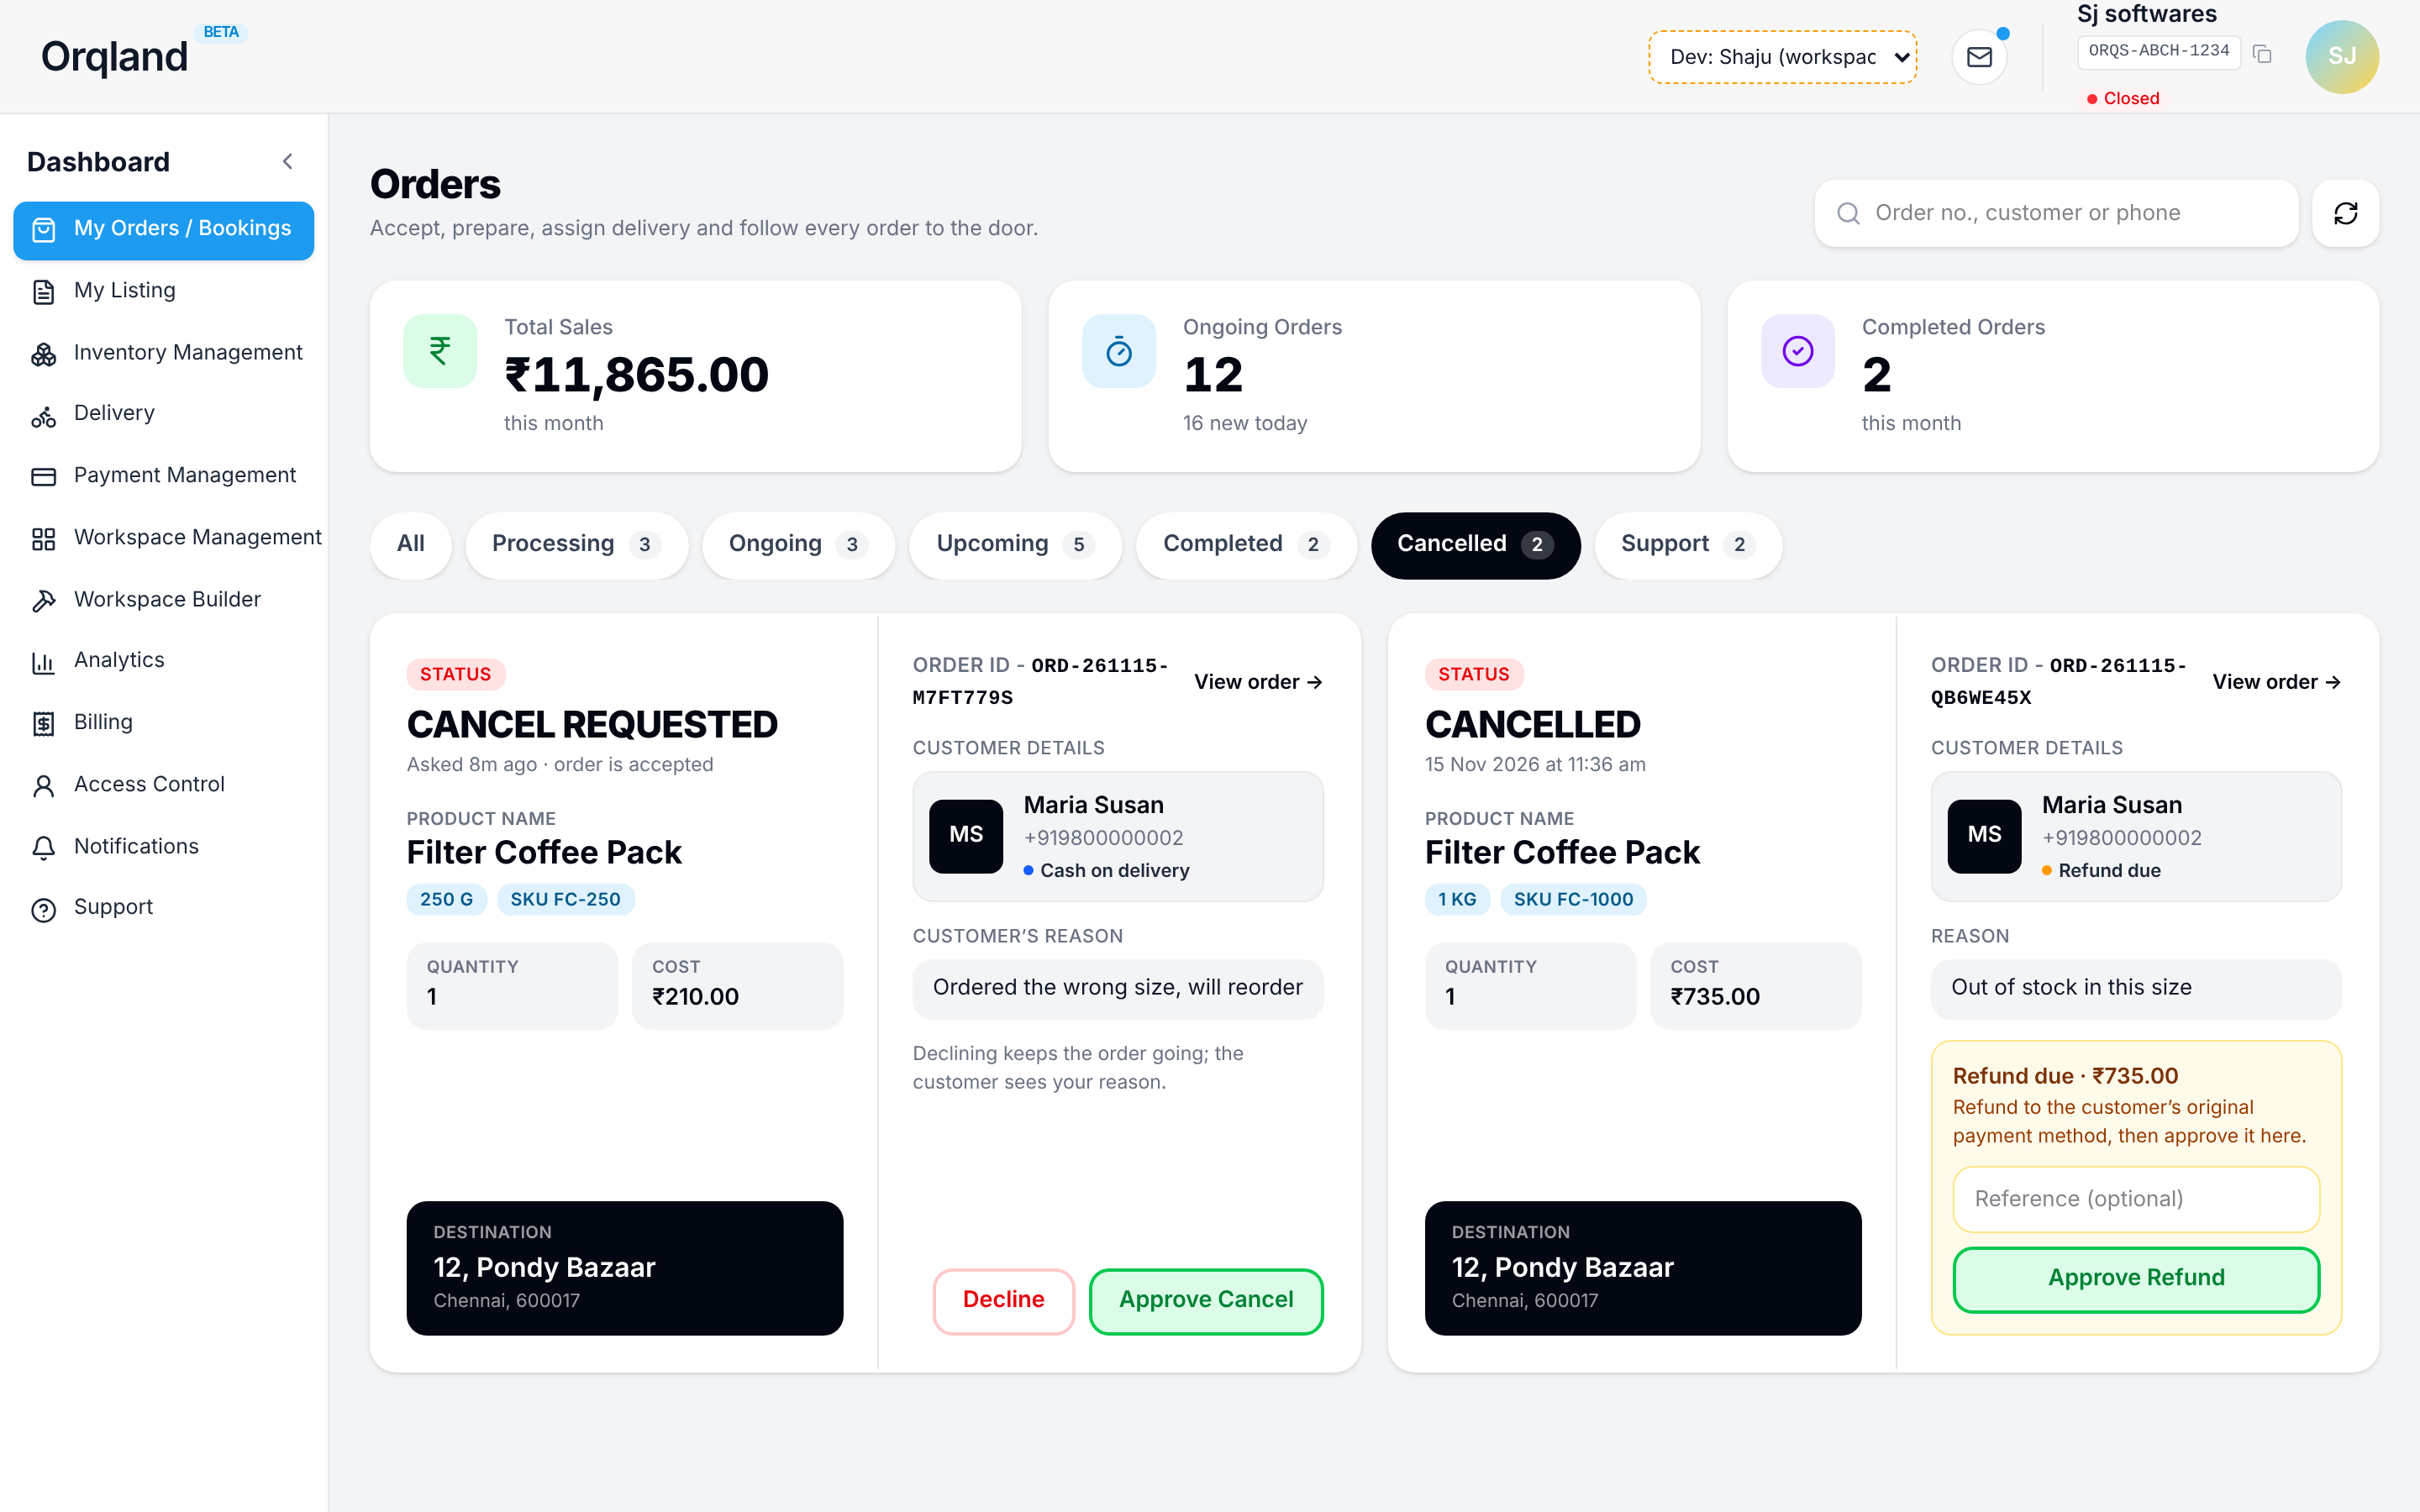 Orqland
BETA
Dev: Shaju (workspac
Sj softwares
ORQS-ABCH-1234
Closed
SJ
Dashboard
My Orders / Bookings
My Listing
Inventory Management
Delivery
Payment Management
Workspace Management
Workspace Builder
Analytics
Billing
Access Control
Notifications
Support
Orders
Accept, prepare, assign delivery and follow every order to the door.
Order no., customer or phone
Total Sales
₹11,865.00
this month
Ongoing Orders
12
16 new today
Completed Orders
2
this month
All
Processing 3
Ongoing 3
Upcoming 5
Completed 2
Cancelled 2
Support 2
STATUS
CANCEL REQUESTED
Asked 8m ago · order is accepted
PRODUCT NAME
Filter Coffee Pack
250 G
SKU FC-250
QUANTITY
1
COST
₹210.00
DESTINATION
12, Pondy Bazaar
Chennai, 600017
ORDER ID - ORD-261115-
M7FT779S
View order →
CUSTOMER DETAILS
MS
Maria Susan
+919800000002
Cash on delivery
CUSTOMER’S REASON
Ordered the wrong size, will reorder
Declining keeps the order going; the
customer sees your reason.
Decline
Approve Cancel
STATUS
CANCELLED
15 Nov 2026 at 11:36 am
PRODUCT NAME
Filter Coffee Pack
1 KG
SKU FC-1000
QUANTITY
1
COST
₹735.00
DESTINATION
12, Pondy Bazaar
Chennai, 600017
ORDER ID - ORD-261115-
QB6WE45X
View order →
CUSTOMER DETAILS
MS
Maria Susan
+919800000002
Refund due
REASON
Out of stock in this size
Refund due · ₹735.00
Refund to the customer’s original
payment method, then approve it here.
Reference (optional)
Approve Refund